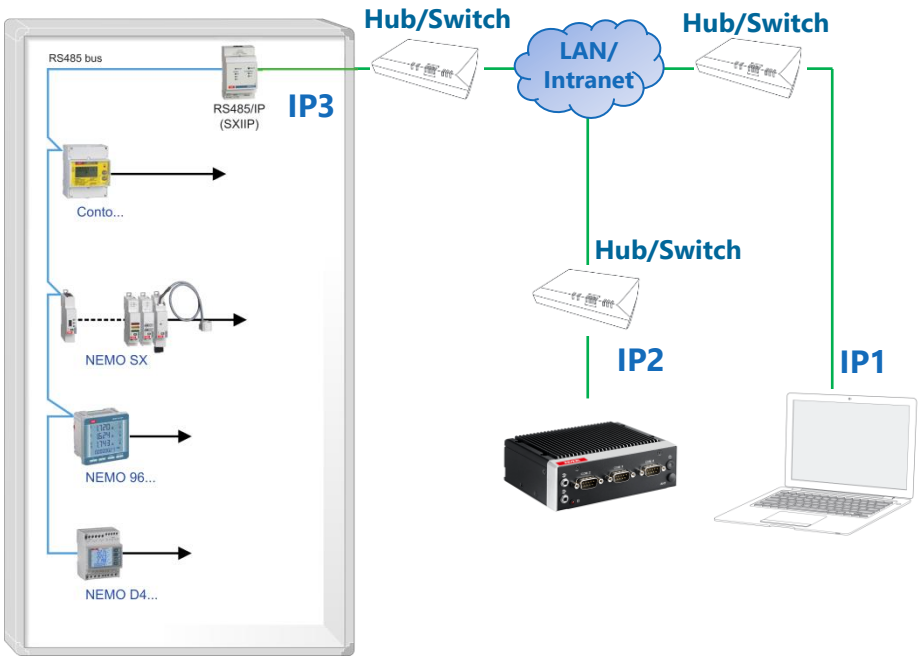 Hub/Switch
Hub/Switch
LAN/
Intranet
RS485 bus
RS485/IP
(SXIIP)
IP3
Conto...
Hub/Switch
NEMO SX
IP2
IP1
NEMO 96...
NEMO D4...